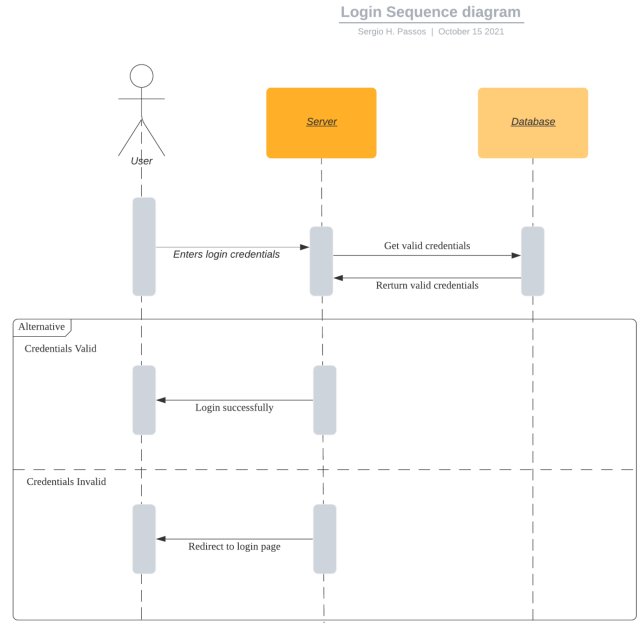 Login Sequence diagram
Sergio H. Passos | October 15 2021
User
Server
Database
Enters login credentials
Get valid credentials
Rerturn valid credentials
Alternative
Credentials Valid
Login successfully
Credentials Invalid
Redirect to login page